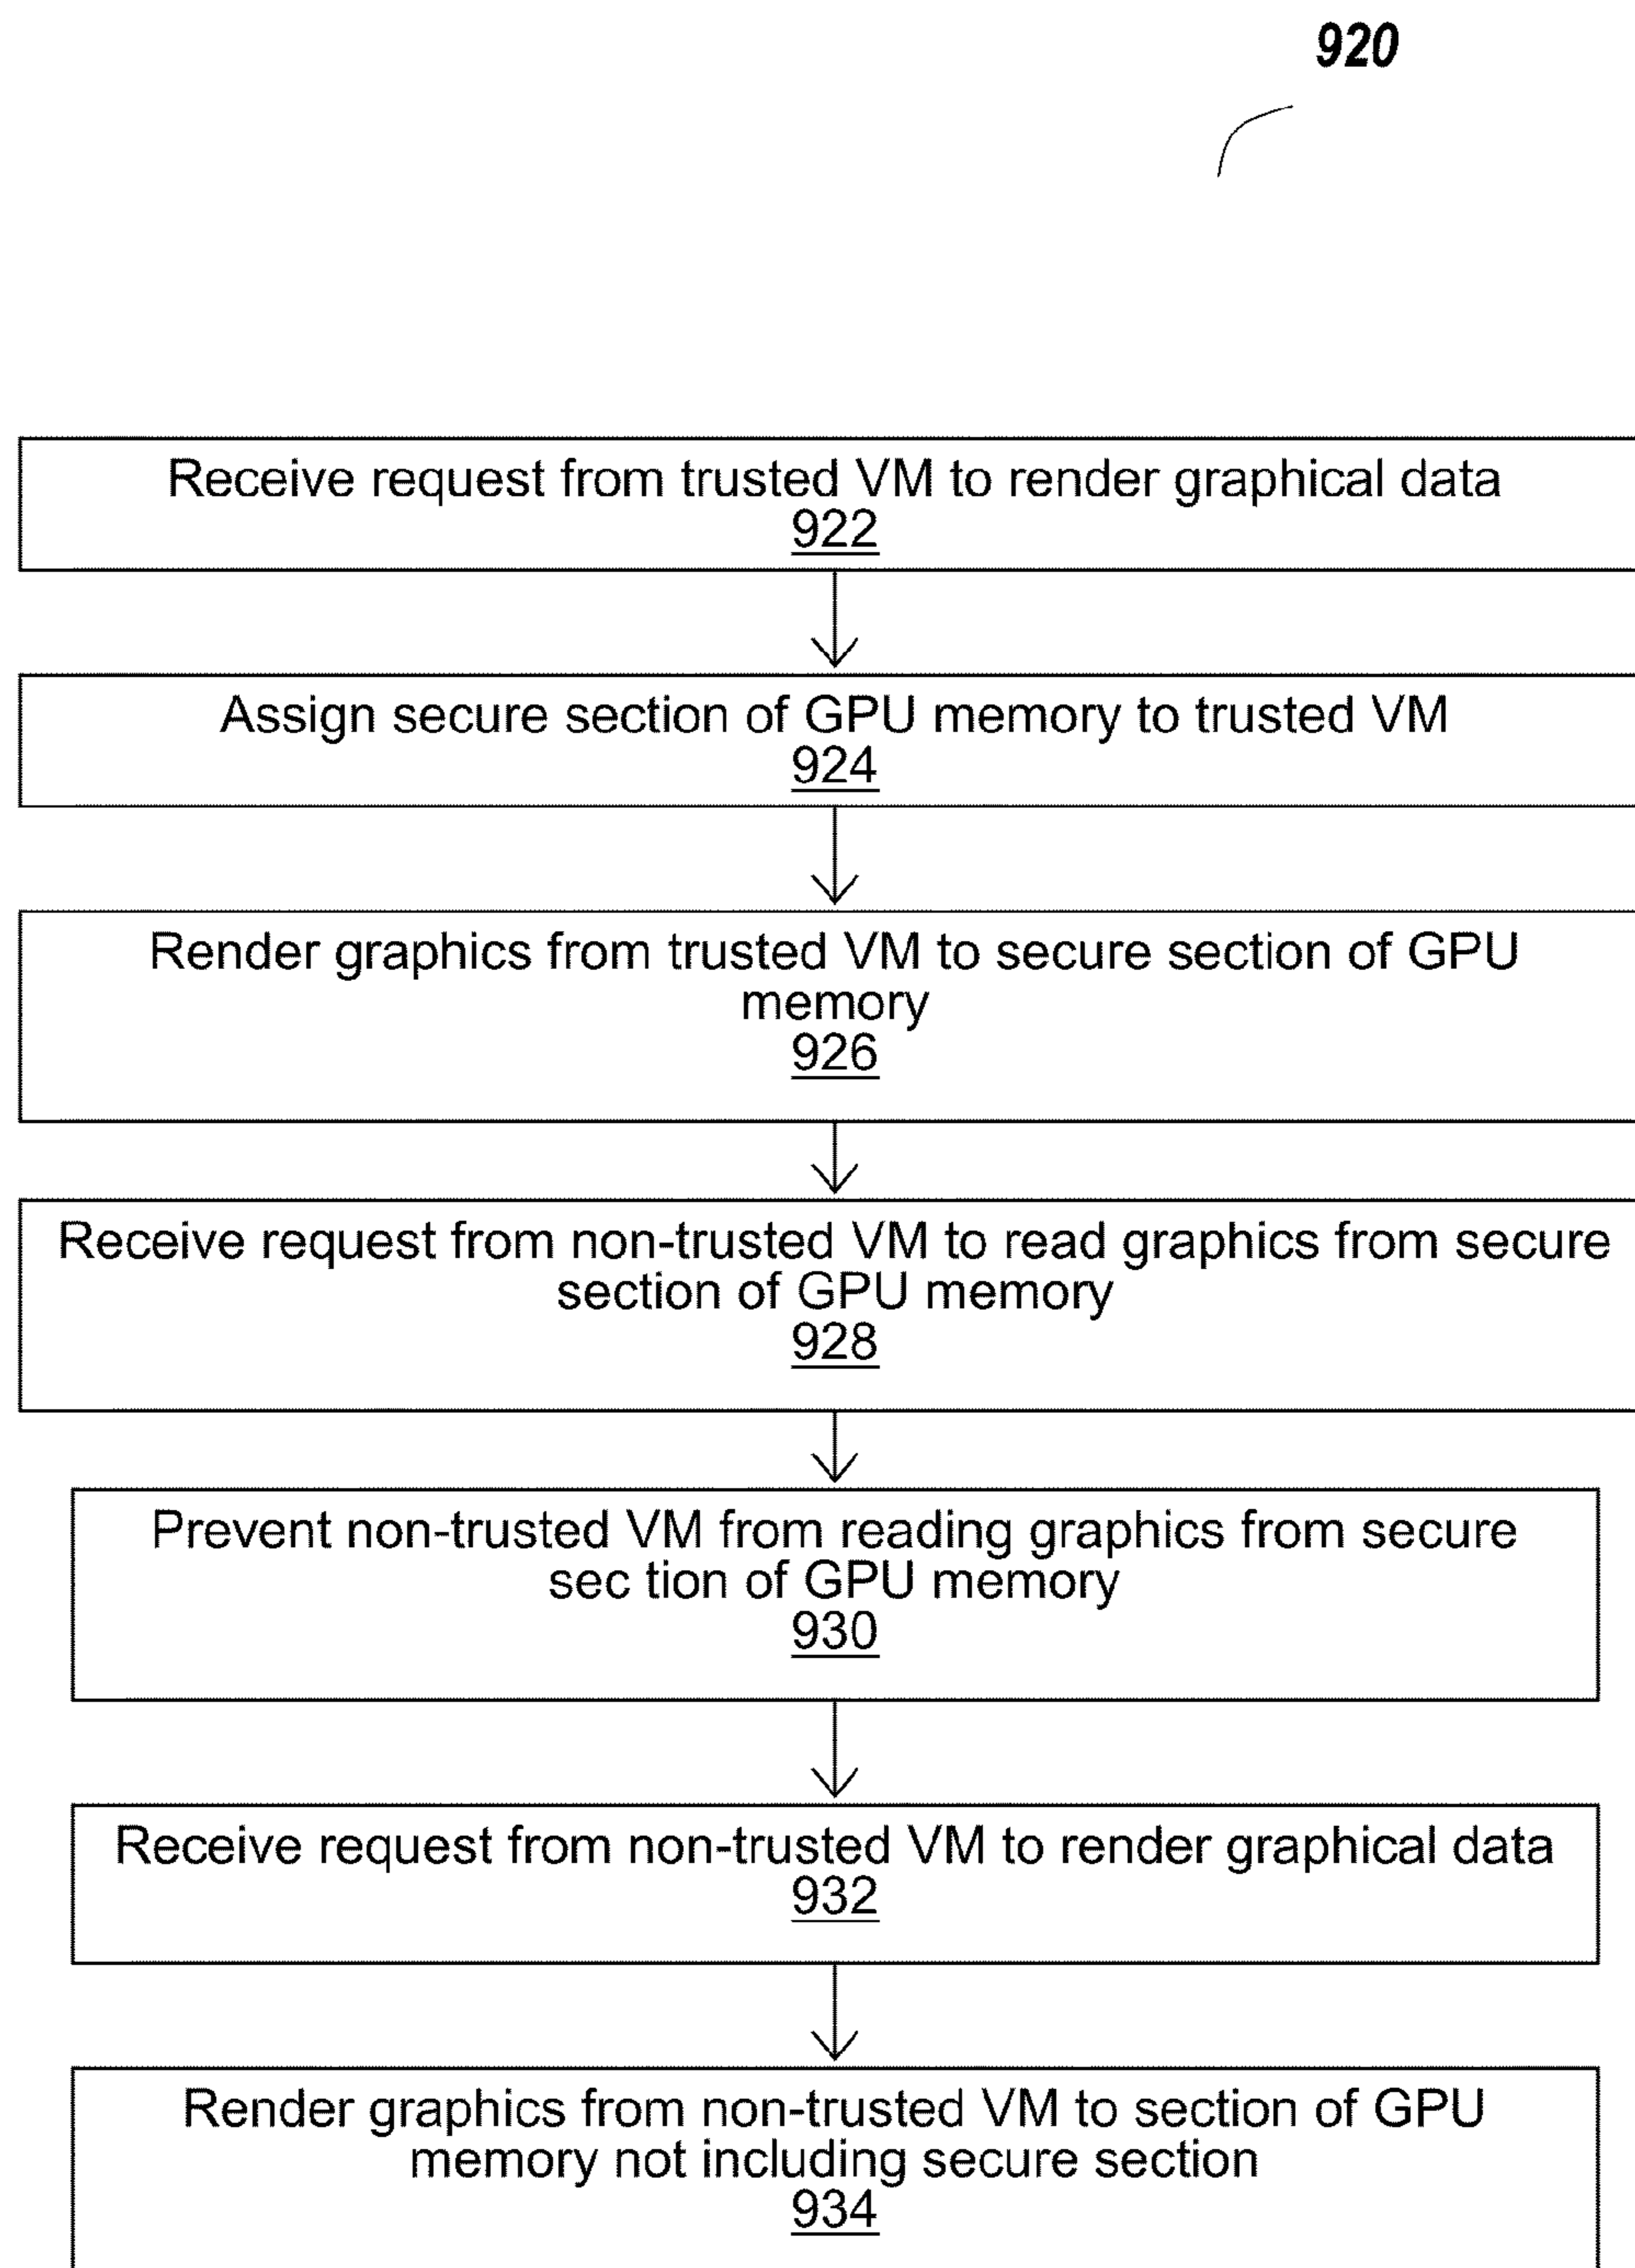 920
Receive request from trusted VM to render graphical data
922
Assign secure section of GPU memory to trusted VM
924
Render graphics from trusted VM to secure section of GPU
memory
926
Receive request from non-trusted VM to read graphics from secure
section of GPU memory
928
Prevent non-trusted VM from reading graphics from secure
sec tion of GPU memory
930
Receive request from non-trusted VM to render graphical data
932
Render graphics from non-trusted VM to section of GPU
memory not including secure section
934